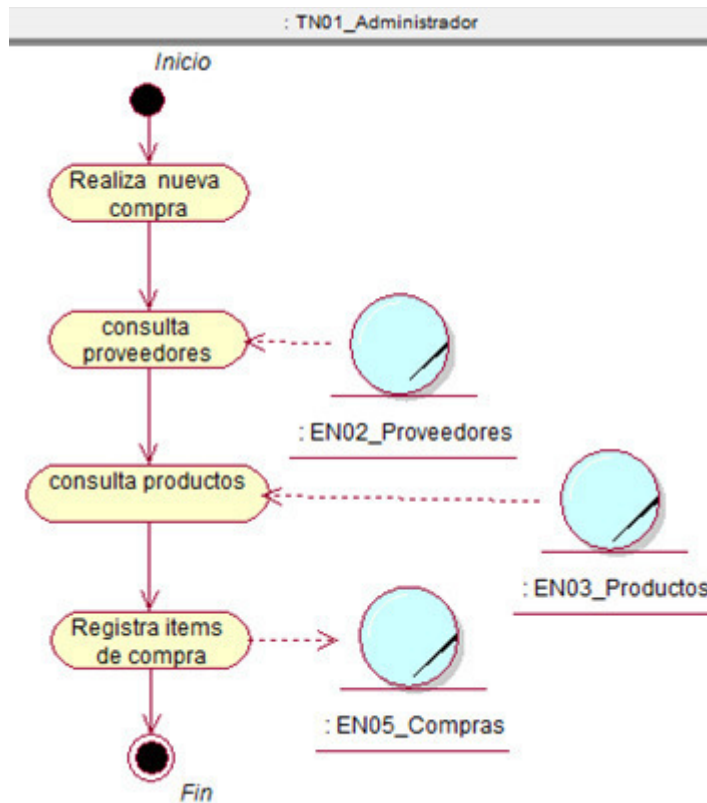 : TN01_Administrador
Inicio
Realiza nueva
compra
consulta
proveedores
: EN02_Proveedores
consulta productos
: EN03_Productos
Registra items
de compra
: EN05_Compras
Fin